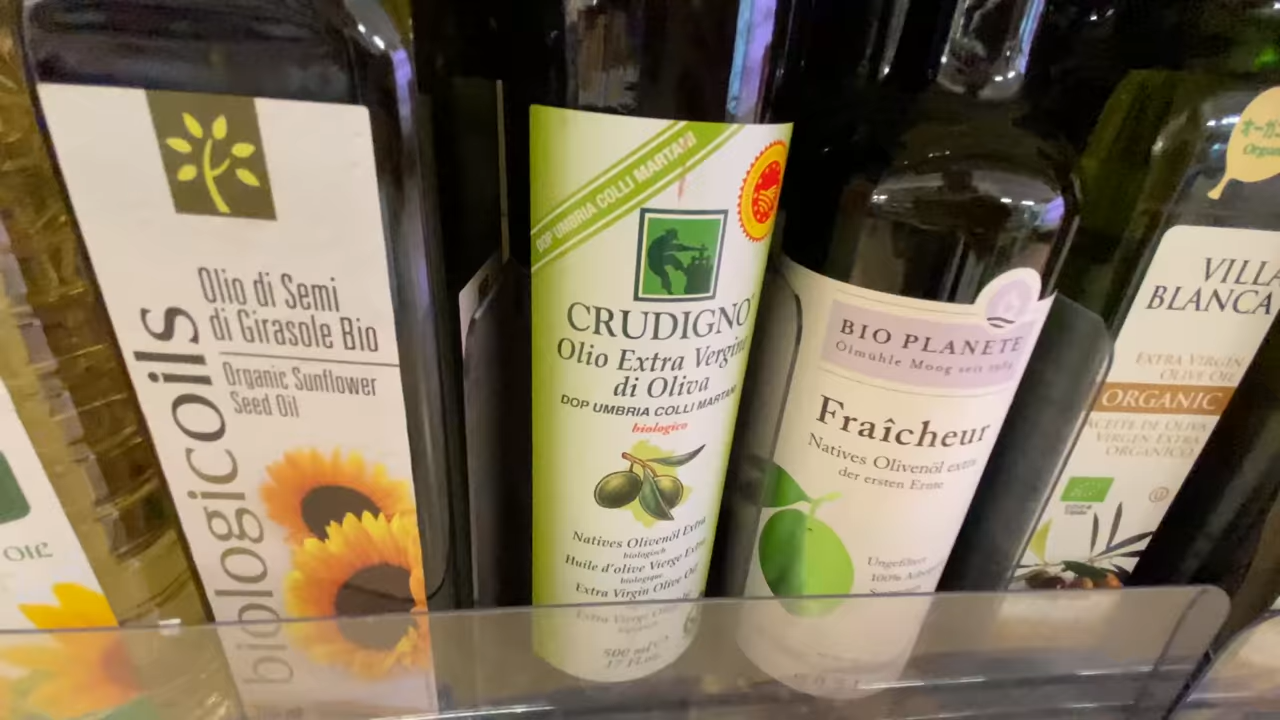 Olio di Semi
di Girasole Bio
Organic Sunflower
Seed Oil
biologicoils
DOP UMBRIA COLLI MARTANI
CRUDIGNO
Olio Extra Vergine
di Oliva
DOP UMBRIA COLLI MARTANI
biologico
Natives Olivenöl Extra
biologisch
Huile d'olive Vierge Extra
biologique
Extra Virgin Olive Oil
500 ml
BIO PLANETE
Ölmühle Moog seit
Fraîcheur
Natives Olivenöl extra
der ersten Ernte
Ungefiltert
100%
VILLA
BLANCA
EXTRA VIRGIN
OLIVE OIL
ORGANIC
ACEITE DE OLIVA
VIRGEN EXTRA
ORGANICO